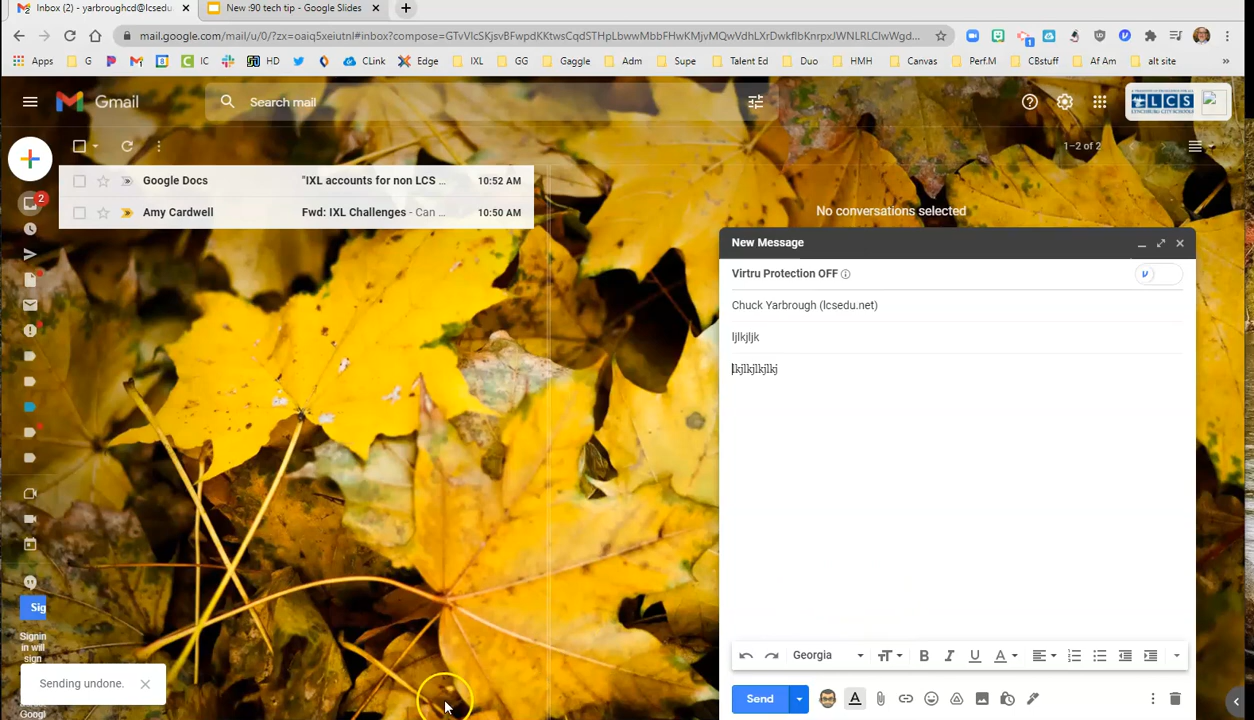 Inbox (2) - yarbroughcd@lcsedu.
New :90 tech tip - Google Slides
mail.google.com/mail/u/0/?zx=oaiq5xeiutnl#inbox?compose=GTvVlcSKjsvBFwpdKKtwsCqdSTHpLbwwMbbFHwKMjvMQwVdhLXrDwkflbKnrpxJWNLRLClwWgd...
Apps
G
IC
HD
CLink
Edge
IXL
GG
Gaggle
Adm
Supe
Talent Ed
Duo
HMH
Canvas
Perf.M
CBstuff
Af Am
alt site
»
Gmail
Search mail
LCS
1–2 of 2
2
Google Docs "IXL accounts for non LCS ... 10:52 AM
Amy Cardwell Fwd: IXL Challenges - Can ... 10:50 AM
No conversations selected
New Message
Virtru Protection OFF
Chuck Yarbrough (lcsedu.net)
ljlkjljk
lkjlkjlkjlkj
Sig
Signin
in will
sign
Googl
Sending undone.
Georgia
Send